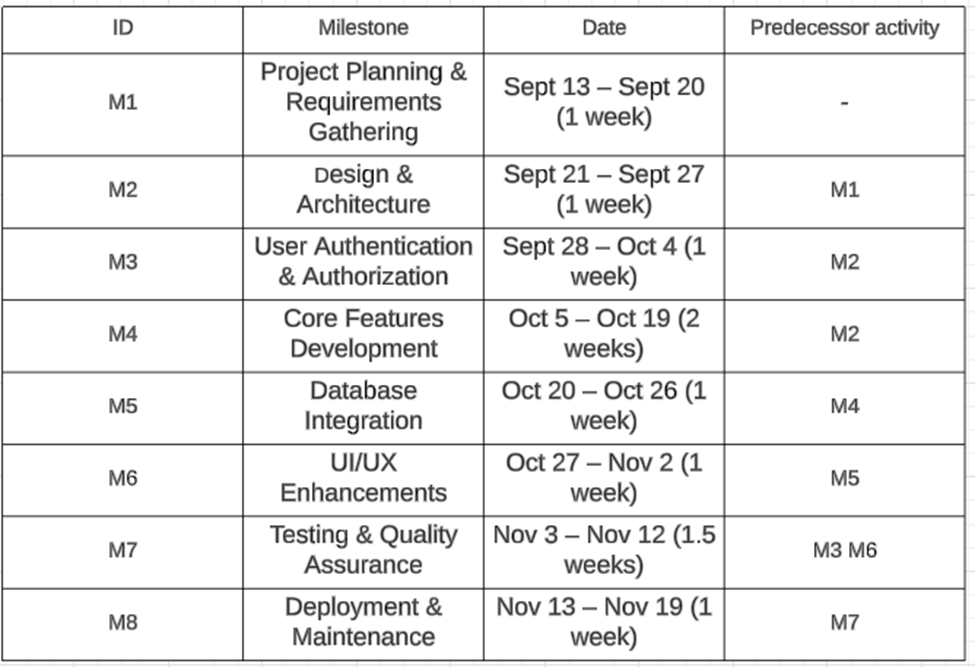 ID Milestone Date Predecessor activity
M1 Project Planning & Requirements Gathering Sept 13 – Sept 20 (1 week) -
M2 Design & Architecture Sept 21 – Sept 27 (1 week) M1
M3 User Authentication & Authorization Sept 28 – Oct 4 (1 week) M2
M4 Core Features Development Oct 5 – Oct 19 (2 weeks) M2
M5 Database Integration Oct 20 – Oct 26 (1 week) M4
M6 UI/UX Enhancements Oct 27 – Nov 2 (1 week) M5
M7 Testing & Quality Assurance Nov 3 – Nov 12 (1.5 weeks) M3 M6
M8 Deployment & Maintenance Nov 13 – Nov 19 (1 week) M7